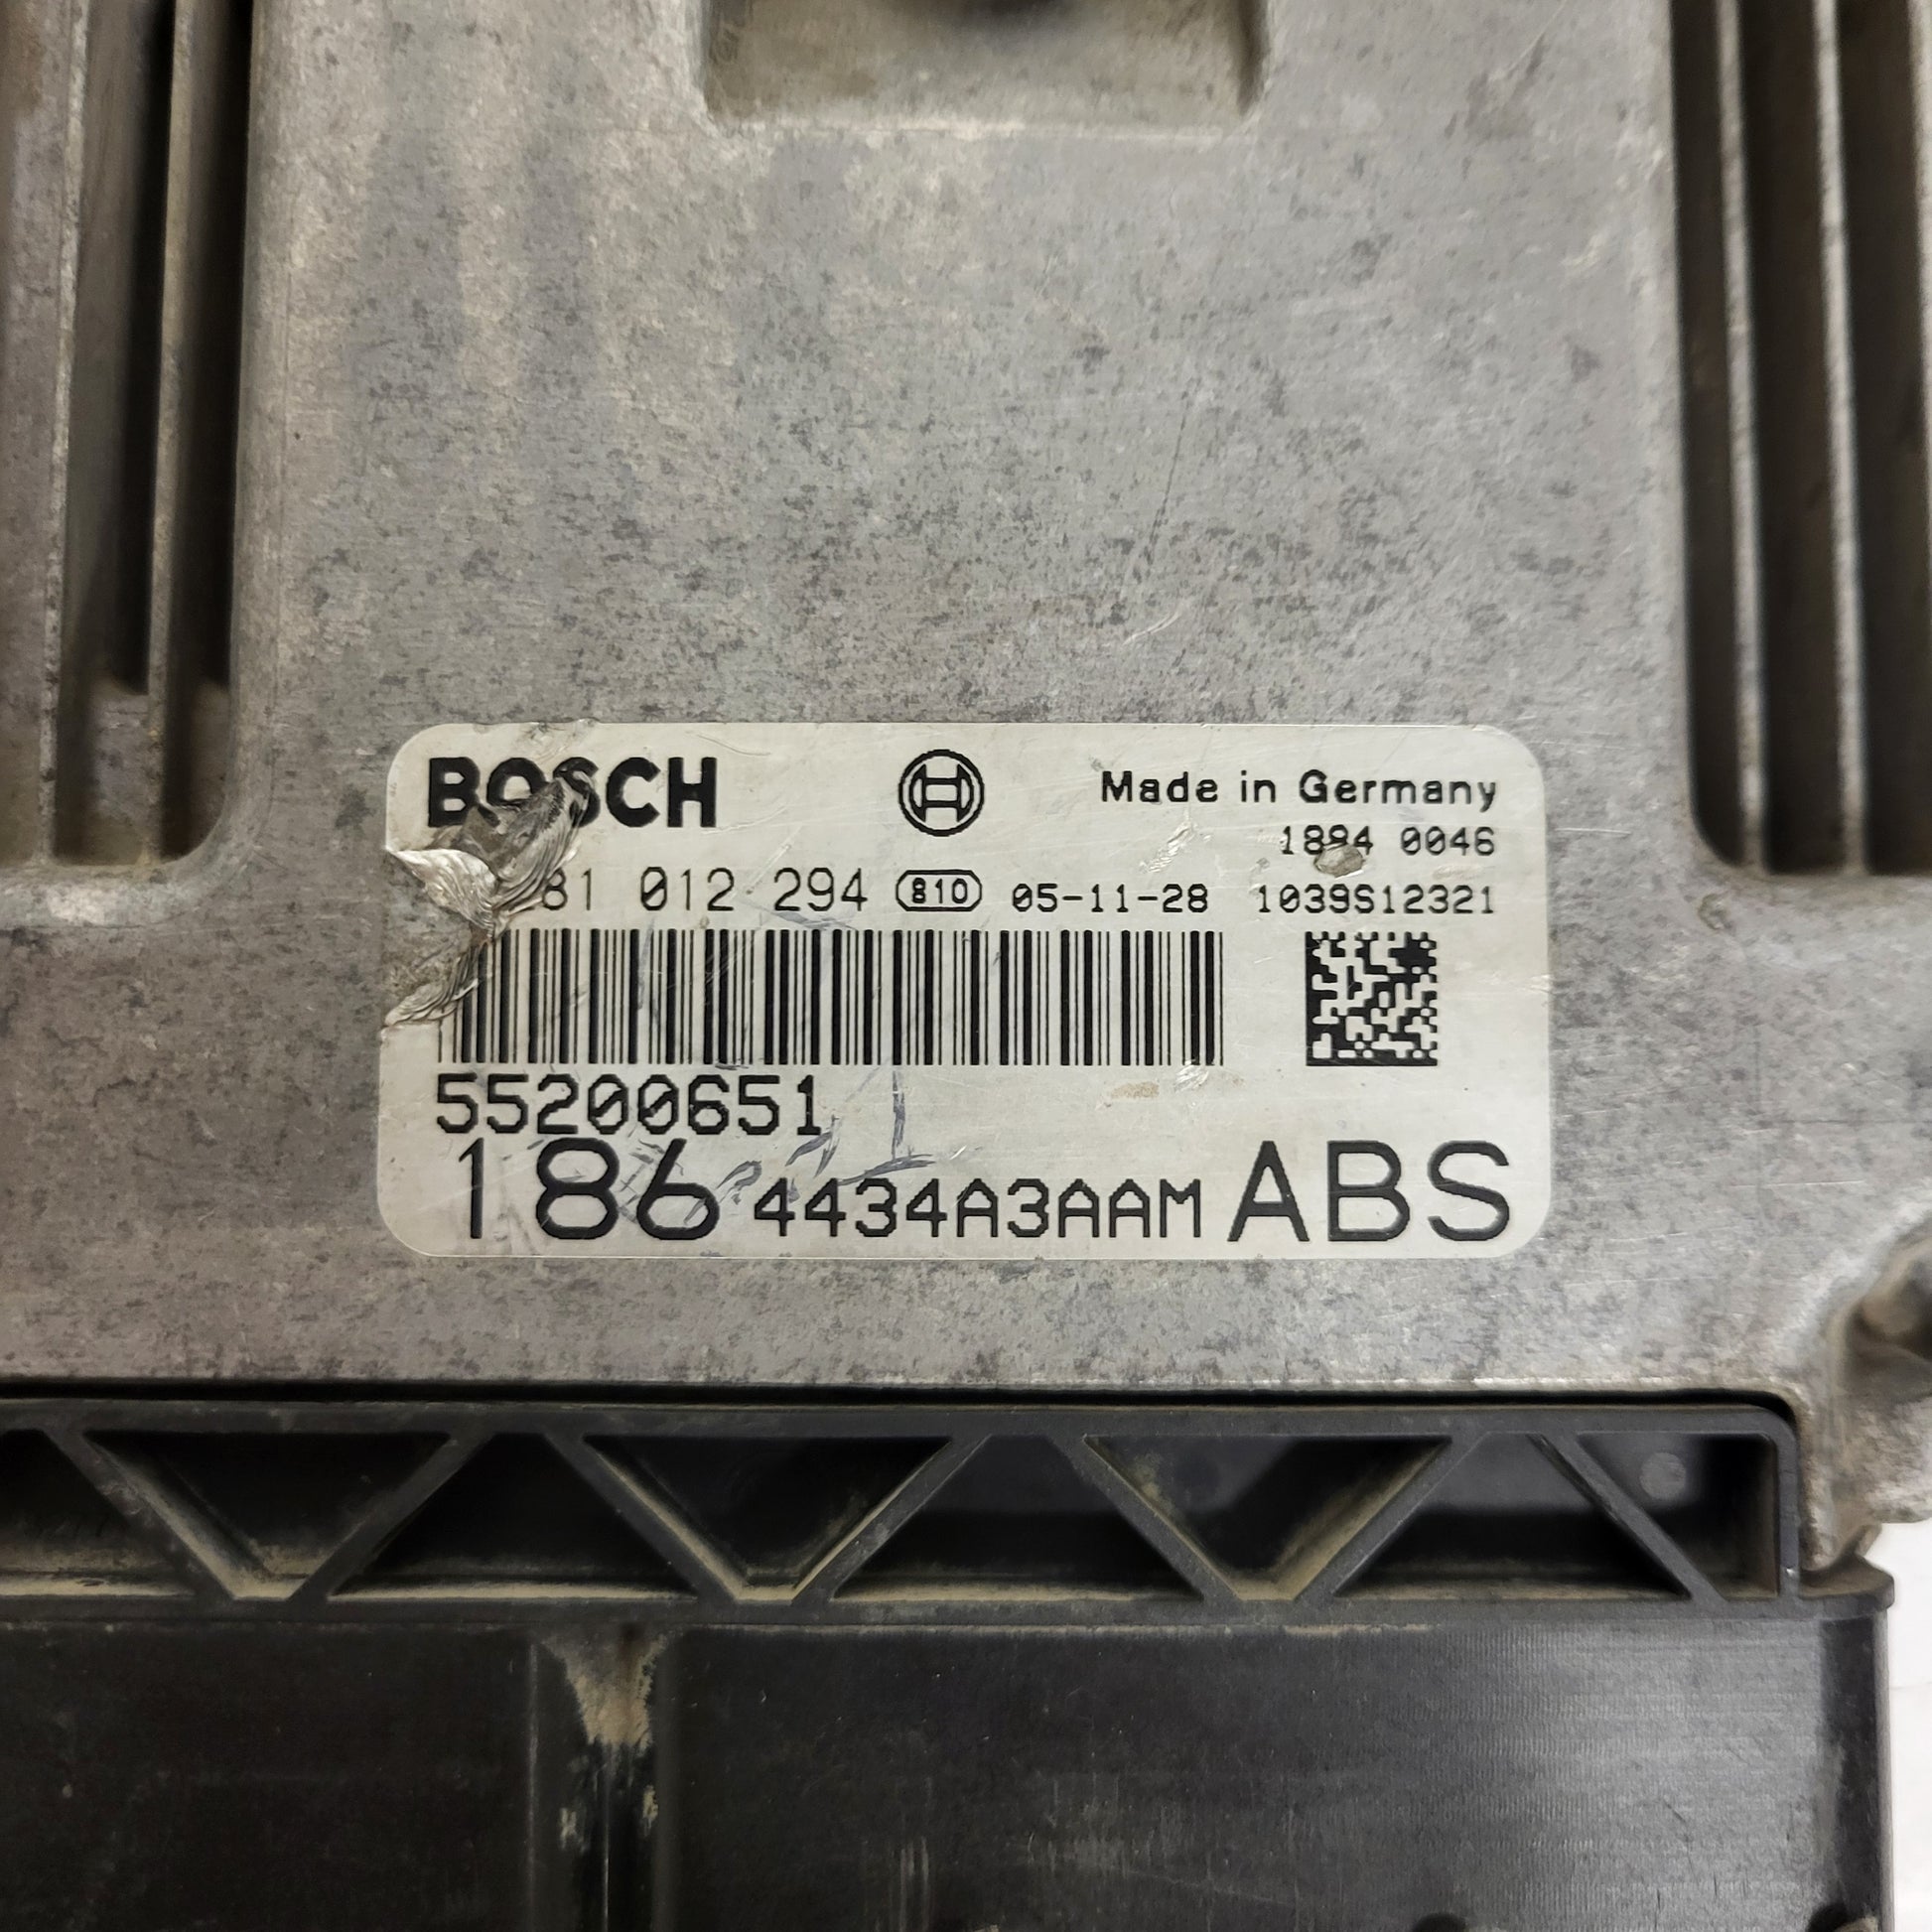 BOSCH Made in Germany
1884 0046
81 012 294 810 05-11-28 1039S12321
55200651
186 4434A3AAM ABS